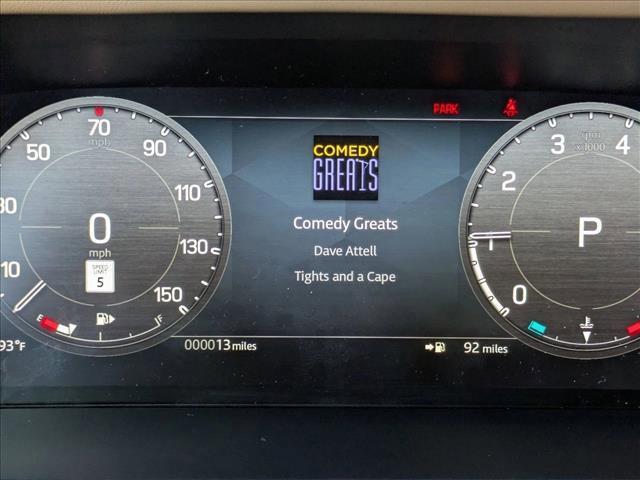 PARK
70
mph
50
90
30
110
0
mph
SPEED
LIMIT
5
130
10
150
E
F
93°F
000013 miles
COMEDY
GREATS
Comedy Greats
Dave Attell
Tights and a Cape
92 miles
3
rpm
x1000
4
2
1
P
0